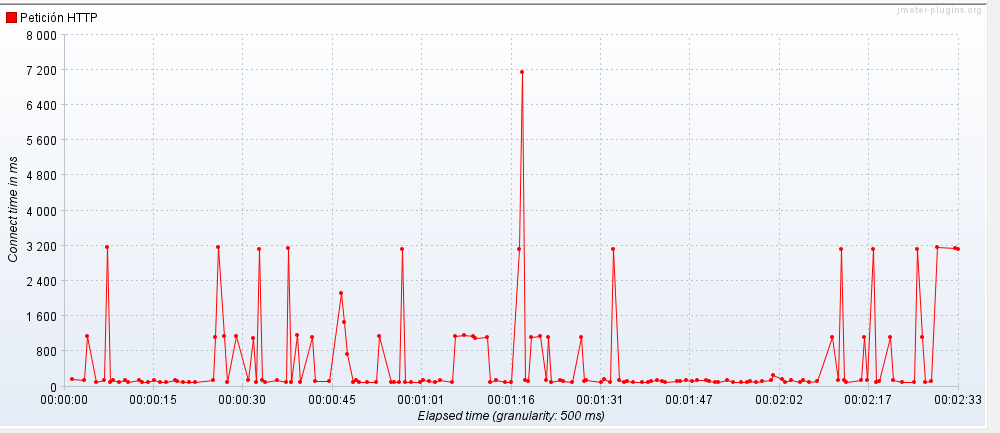 jmeter-plugins.org
Petición HTTP
8 000
7 200
6 400
5 600
4 800
4 000
3 200
2 400
1 600
800
0
Connect time in ms
00:00:00 00:00:15 00:00:30 00:00:45 00:01:01 00:01:16 00:01:31 00:01:47 00:02:02 00:02:17 00:02:33
Elapsed time (granularity: 500 ms)